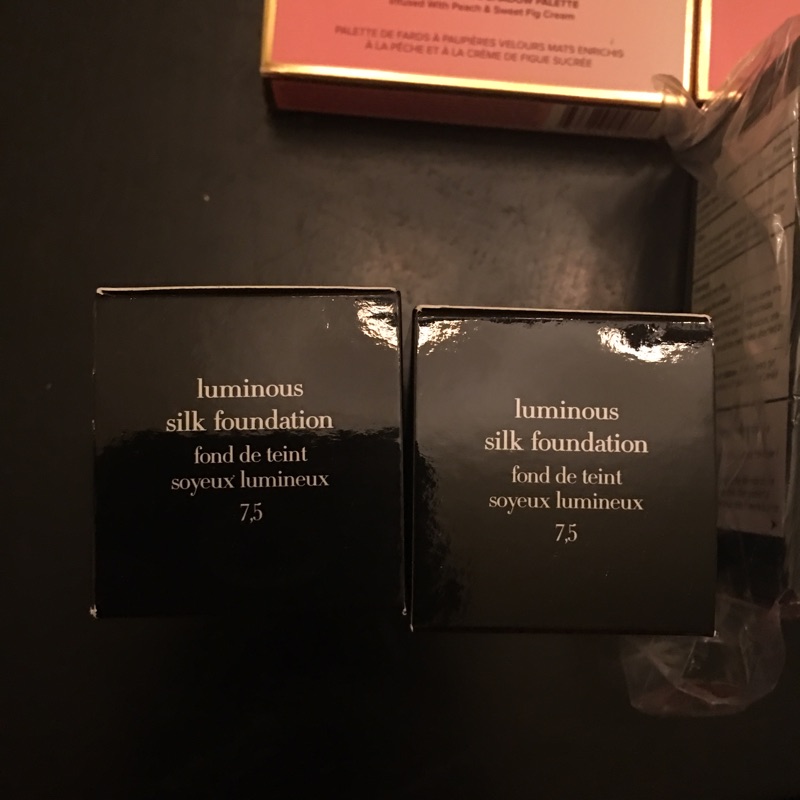 PALETTE
Infused With Peach & Sweet Fig Cream
PALETTE DE FARDS À PAUPIÈRES VELOURS MATS ENRICHIS
À LA PÊCHE ET À LA CRÈME DE FIGUE SUCRÉE
luminous
silk foundation
fond de teint
soyeux lumineux
7,5
luminous
silk foundation
fond de teint
soyeux lumineux
7,5